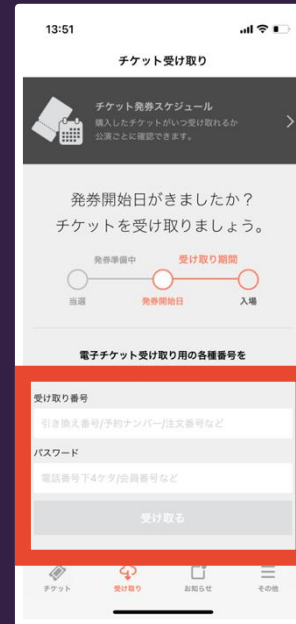 13:51
チケット受け取り
チケット発券スケジュール
購入したチケットがいつ受け取れるか
公演ごとに確認できます。
発券開始日がきましたか？
チケットを受け取りましょう。
発券準備中
受け取り期間
当選
発券開始日
入場
電子チケット受け取り用の各種番号を
受け取り番号
引き換え番号/予約ナンバー/注文番号など
パスワード
電話番号下4ケタ/会員番号など
受け取る
チケット
受け取り
お知らせ
その他